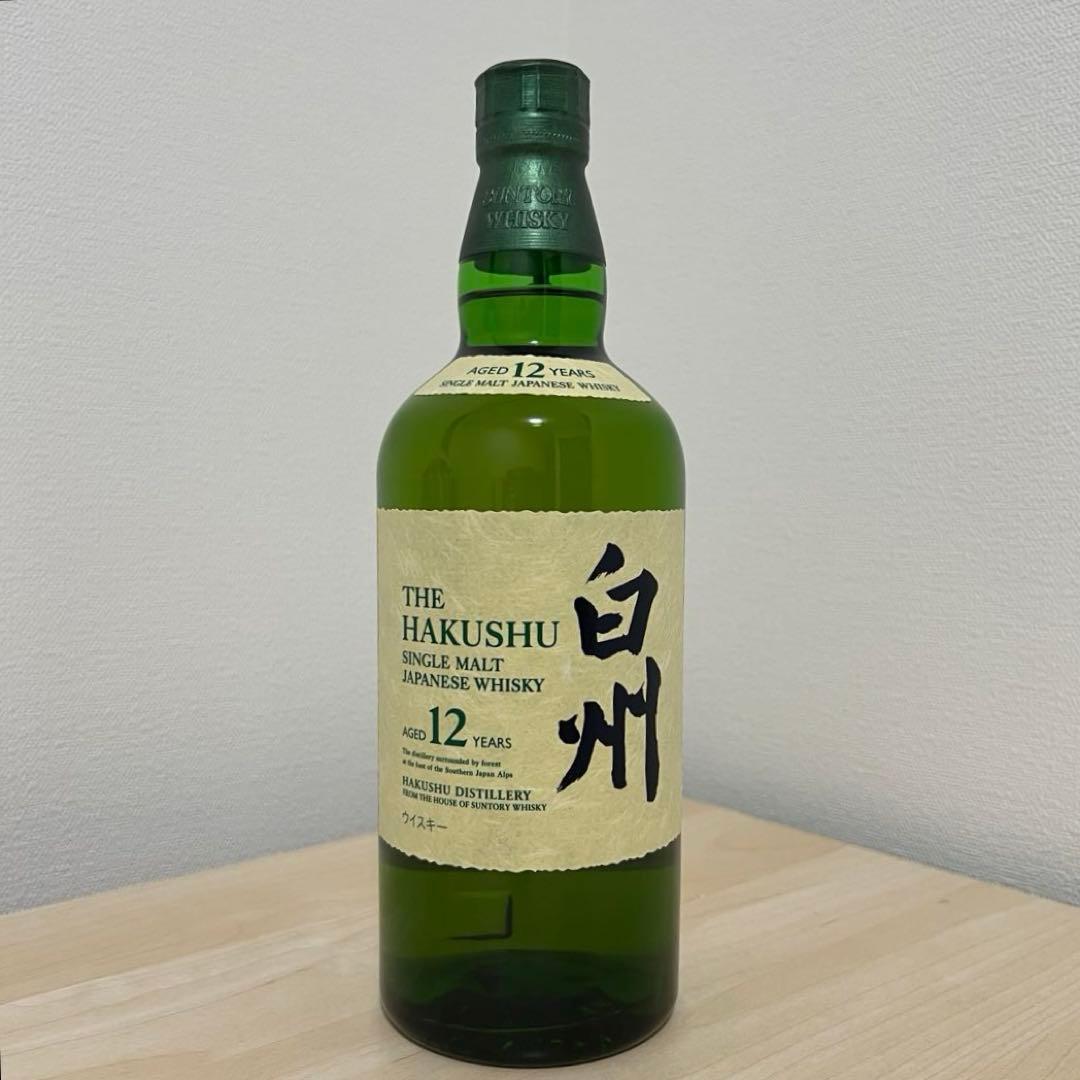 SUNTORY
WHISKY
AGED 12 YEARS
SINGLE MALT JAPANESE WHISKY
THE
HAKUSHU
SINGLE MALT
JAPANESE WHISKY
AGED 12 YEARS
The distillery surrounded by forest
at the foot of the Southern Japan Alps
HAKUSHU DISTILLERY
FROM THE HOUSE OF SUNTORY WHISKY
ウイスキー
白州